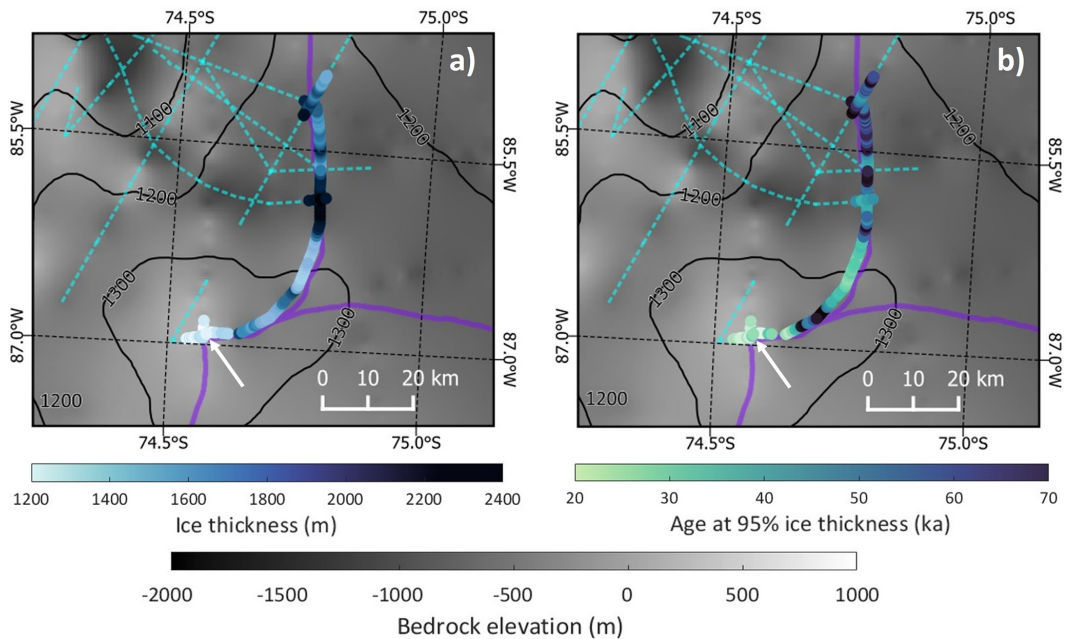 74.5°S 75.0°S 74.5°S 75.0°S
a) b)
1100 1200 1100 1200
85.5°W 85.5°W 85.5°W 85.5°W
1200 1200
1300 1300 1300 1300
87.0°W 87.0°W 87.0°W 87.0°W
0 10 20 km 0 10 20 km
1200 1200
74.5°S 75.0°S 74.5°S 75.0°S
1200 1400 1600 1800 2000 2200 2400 20 30 40 50 60 70
Ice thickness (m) Age at 95% ice thickness (ka)
-2000 -1500 -1000 -500 0 500 1000
Bedrock elevation (m)